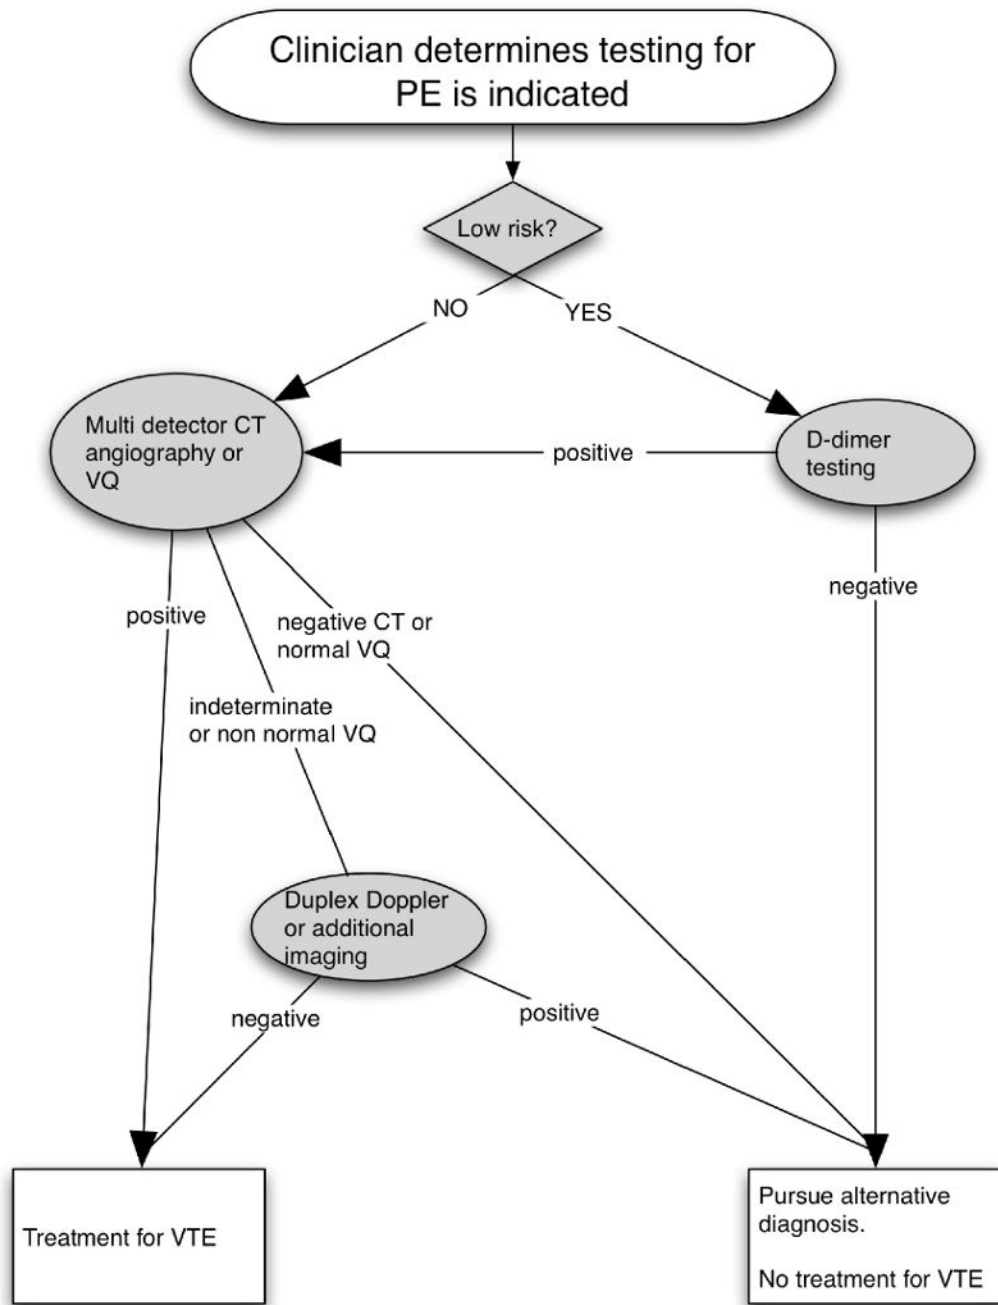 Clinician determines testing for
PE is indicated
Low risk?
NO
YES
Multi detector CT
angiography or
VQ
positive
D-dimer
testing
positive
negative CT or
normal VQ
negative
indeterminate
or non normal VQ
Duplex Doppler
or additional
imaging
negative
positive
Treatment for VTE
Pursue alternative
diagnosis.
No treatment for VTE